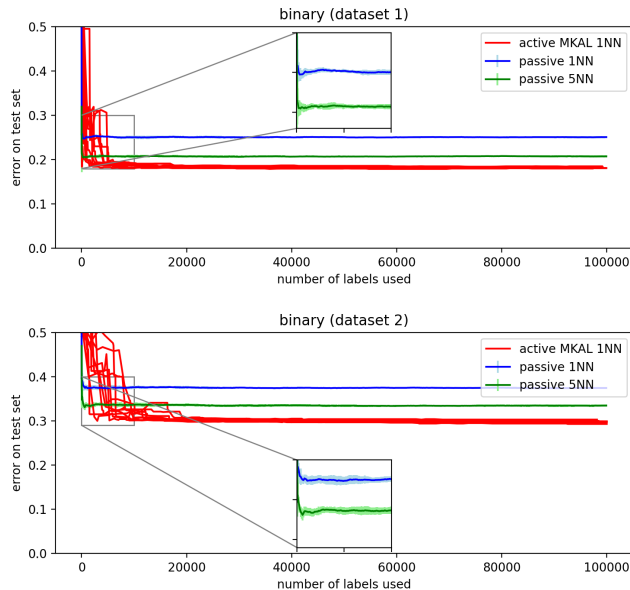 binary (dataset 1)
0.5
0.4
0.3
0.2
0.1
0.0
error on test set
active MKAL 1NN
passive 1NN
passive 5NN
0
20000
40000
60000
80000
100000
number of labels used
binary (dataset 2)
0.5
0.4
0.3
0.2
0.1
0.0
error on test set
active MKAL 1NN
passive 1NN
passive 5NN
0
20000
40000
60000
80000
100000
number of labels used